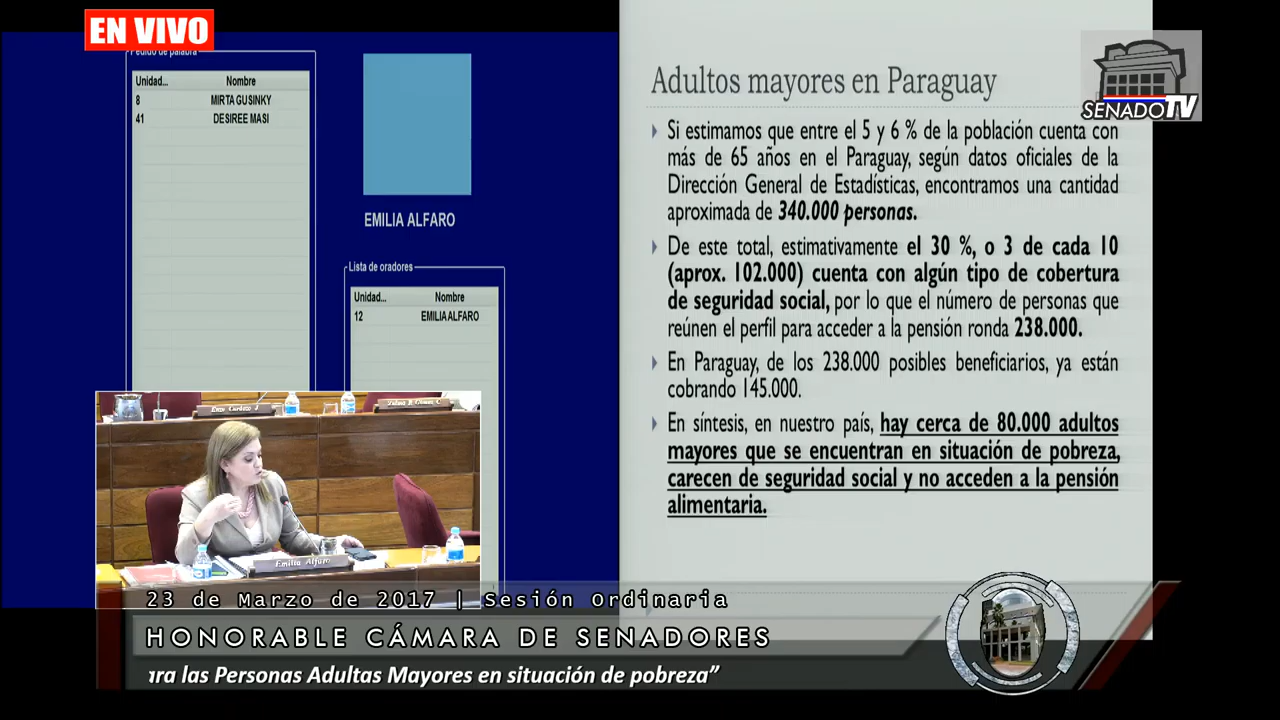 EN VIVO
Pedido de palabra
Unidad... Nombre
8 MIRTA GUSINKY
41 DESIREE MASI
EMILIA ALFARO
Lista de oradores
Unidad... Nombre
12 EMILIA ALFARO
Adultos mayores en Paraguay
SENADO TV
Si estimamos que entre el 5 y 6 % de la población cuenta con
más de 65 años en el Paraguay, según datos oficiales de la
Dirección General de Estadísticas, encontramos una cantidad
aproximada de 340.000 personas.
De este total, estimativamente el 30 %, o 3 de cada 10
(aprox. 102.000) cuenta con algún tipo de cobertura
de seguridad social, por lo que el número de personas que
reúnen el perfil para acceder a la pensión ronda 238.000.
En Paraguay, de los 238.000 posibles beneficiarios, ya están
cobrando 145.000.
En síntesis, en nuestro país, hay cerca de 80.000 adultos
mayores que se encuentran en situación de pobreza,
carecen de seguridad social y no acceden a la pensión
alimentaria.
Emilia Alfaro
23 de Marzo de 2017 | Sesión Ordinaria
HONORABLE CÁMARA DE SENADORES
ara las Personas Adultas Mayores en situación de pobreza”